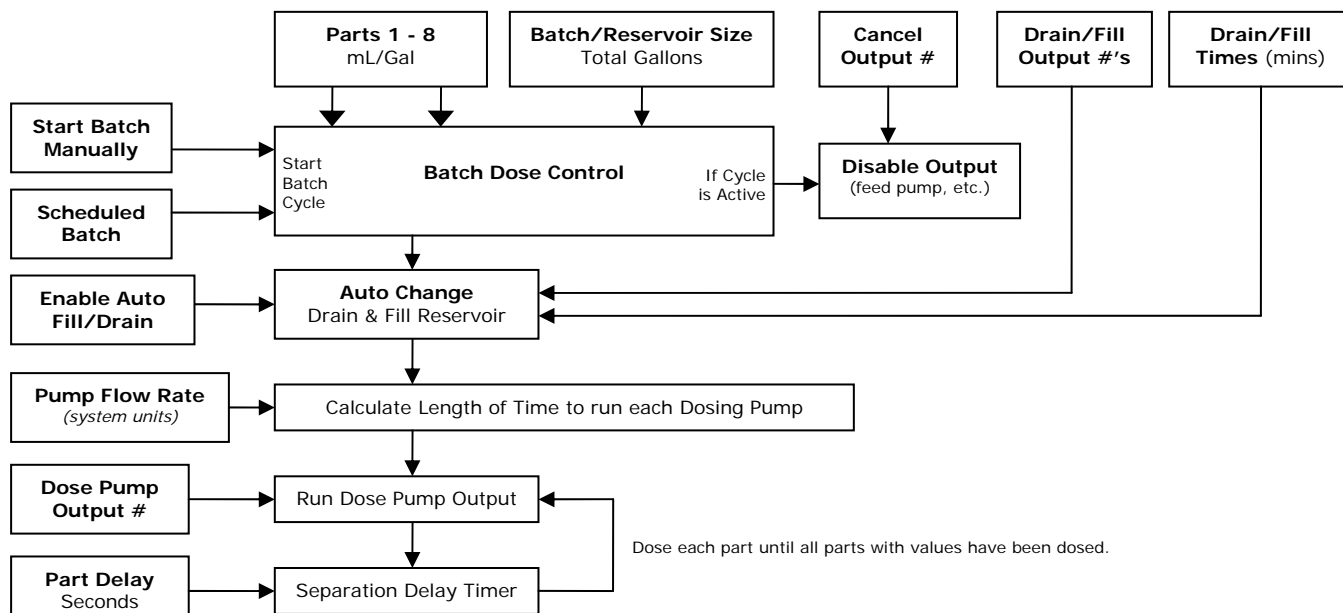 Parts 1 - 8
mL/Gal
Batch/Reservoir Size
Total Gallons
Cancel
Output #
Drain/Fill
Output #'s
Drain/Fill
Times (mins)
Start Batch
Manually
Scheduled
Batch
Start
Batch
Cycle
Batch Dose Control
If Cycle
is Active
Disable Output
(feed pump, etc.)
Enable Auto
Fill/Drain
Auto Change
Drain & Fill Reservoir
Pump Flow Rate
(system units)
Calculate Length of Time to run each Dosing Pump
Dose Pump
Output #
Run Dose Pump Output
Dose each part until all parts with values have been dosed.
Part Delay
Seconds
Separation Delay Timer